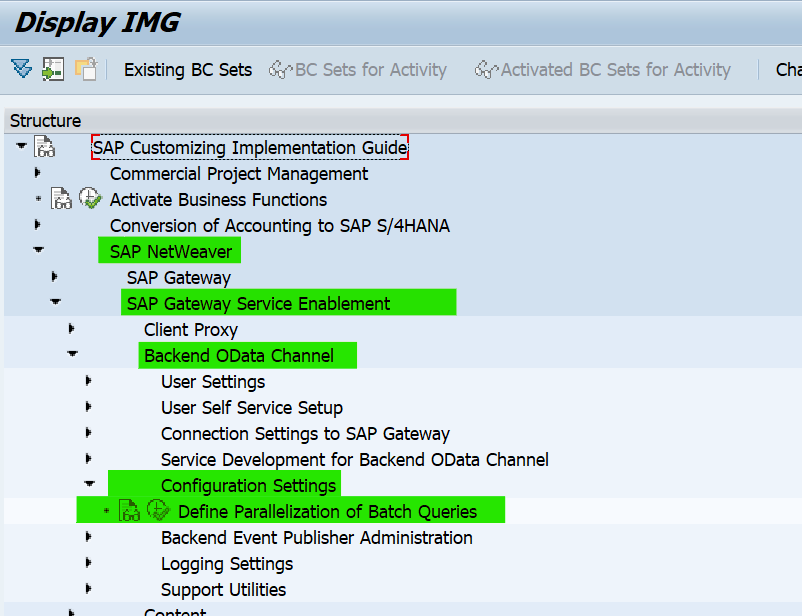 Display IMG
Existing BC Sets BC Sets for Activity Activated BC Sets for Activity Cha
Structure
SAP Customizing Implementation Guide
Commercial Project Management
Activate Business Functions
Conversion of Accounting to SAP S/4HANA
SAP NetWeaver
SAP Gateway
SAP Gateway Service Enablement
Client Proxy
Backend OData Channel
User Settings
User Self Service Setup
Connection Settings to SAP Gateway
Service Development for Backend OData Channel
Configuration Settings
Define Parallelization of Batch Queries
Backend Event Publisher Administration
Logging Settings
Support Utilities
Content